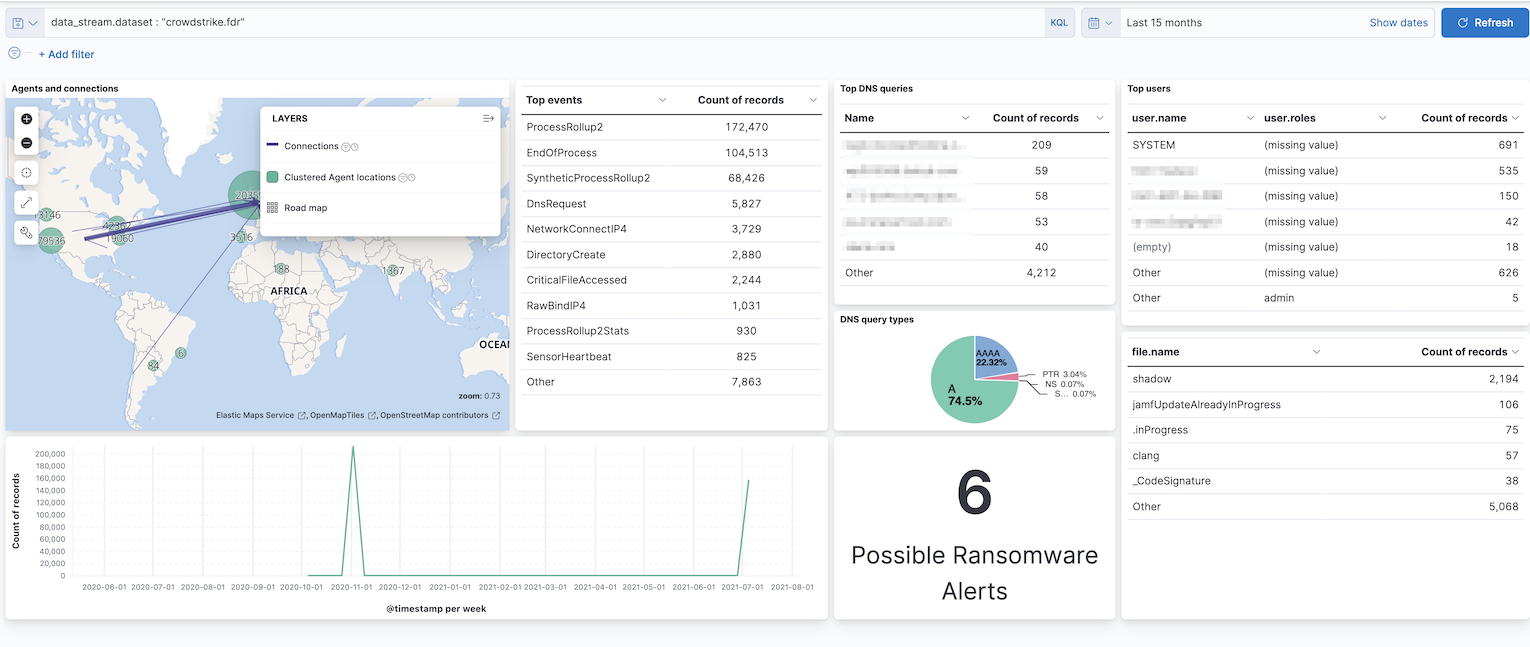 data_stream.dataset : "crowdstrike.fdr"
KQL
Last 15 months
Show dates
Refresh
+ Add filter
Agents and connections
LAYERS
Connections
Clustered Agent locations
Road map
13146
79536
42362
19060
3516
188
1367
84
6
AFRICA
zoom: 0.73
Elastic Maps Service , OpenMapTiles , OpenStreetMap contributors
Top events Count of records
ProcessRollup2 172,470
EndOfProcess 104,513
SyntheticProcessRollup2 68,426
DnsRequest 5,827
NetworkConnectIP4 3,729
DirectoryCreate 2,880
CriticalFileAccessed 2,244
RawBindIP4 1,031
ProcessRollup2Stats 930
SensorHeartbeat 825
Other 7,863
Top DNS queries
Name Count of records
209
59
58
53
40
Other 4,212
DNS query types
AAAA
22.32%
A
74.5%
PTR 3.04%
NS 0.07%
S... 0.07%
Top users
user.name user.roles Count of records
SYSTEM (missing value) 691
(missing value) 535
(missing value) 150
(missing value) 42
(empty) (missing value) 18
Other (missing value) 626
Other admin 5
file.name Count of records
shadow 2,194
jamfUpdateAlreadyInProgress 106
.inProgress 75
clang 57
_CodeSignature 38
Other 5,068
Count of records
200,000
180,000
160,000
140,000
120,000
100,000
80,000
60,000
40,000
20,000
0
2020-06-01 2020-07-01 2020-08-01 2020-09-01 2020-10-01 2020-11-01 2020-12-01 2021-01-01 2021-02-01 2021-03-01 2021-04-01 2021-05-01 2021-06-01 2021-07-01 2021-08-01
@timestamp per week
6
Possible Ransomware
Alerts